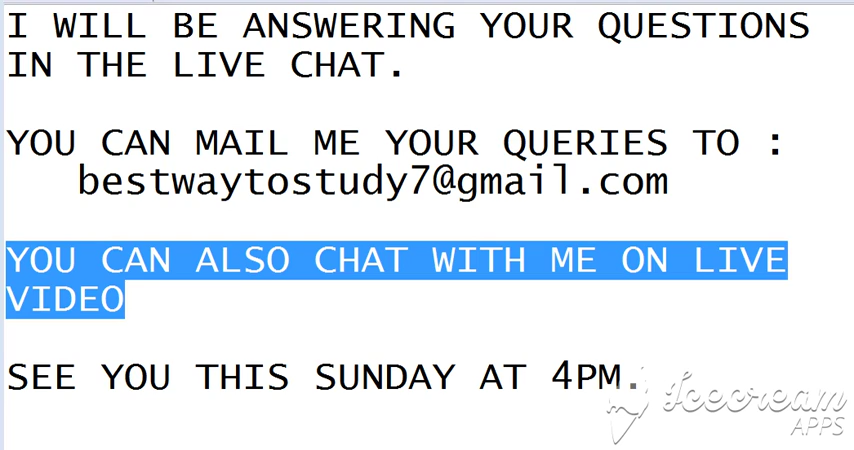 I WILL BE ANSWERING YOUR QUESTIONS
IN THE LIVE CHAT.
YOU CAN MAIL ME YOUR QUERIES TO :
bestwaytostudy7@gmail.com
YOU CAN ALSO CHAT WITH ME ON LIVE
VIDEO
SEE YOU THIS SUNDAY AT 4PM.
Icecream
APPS